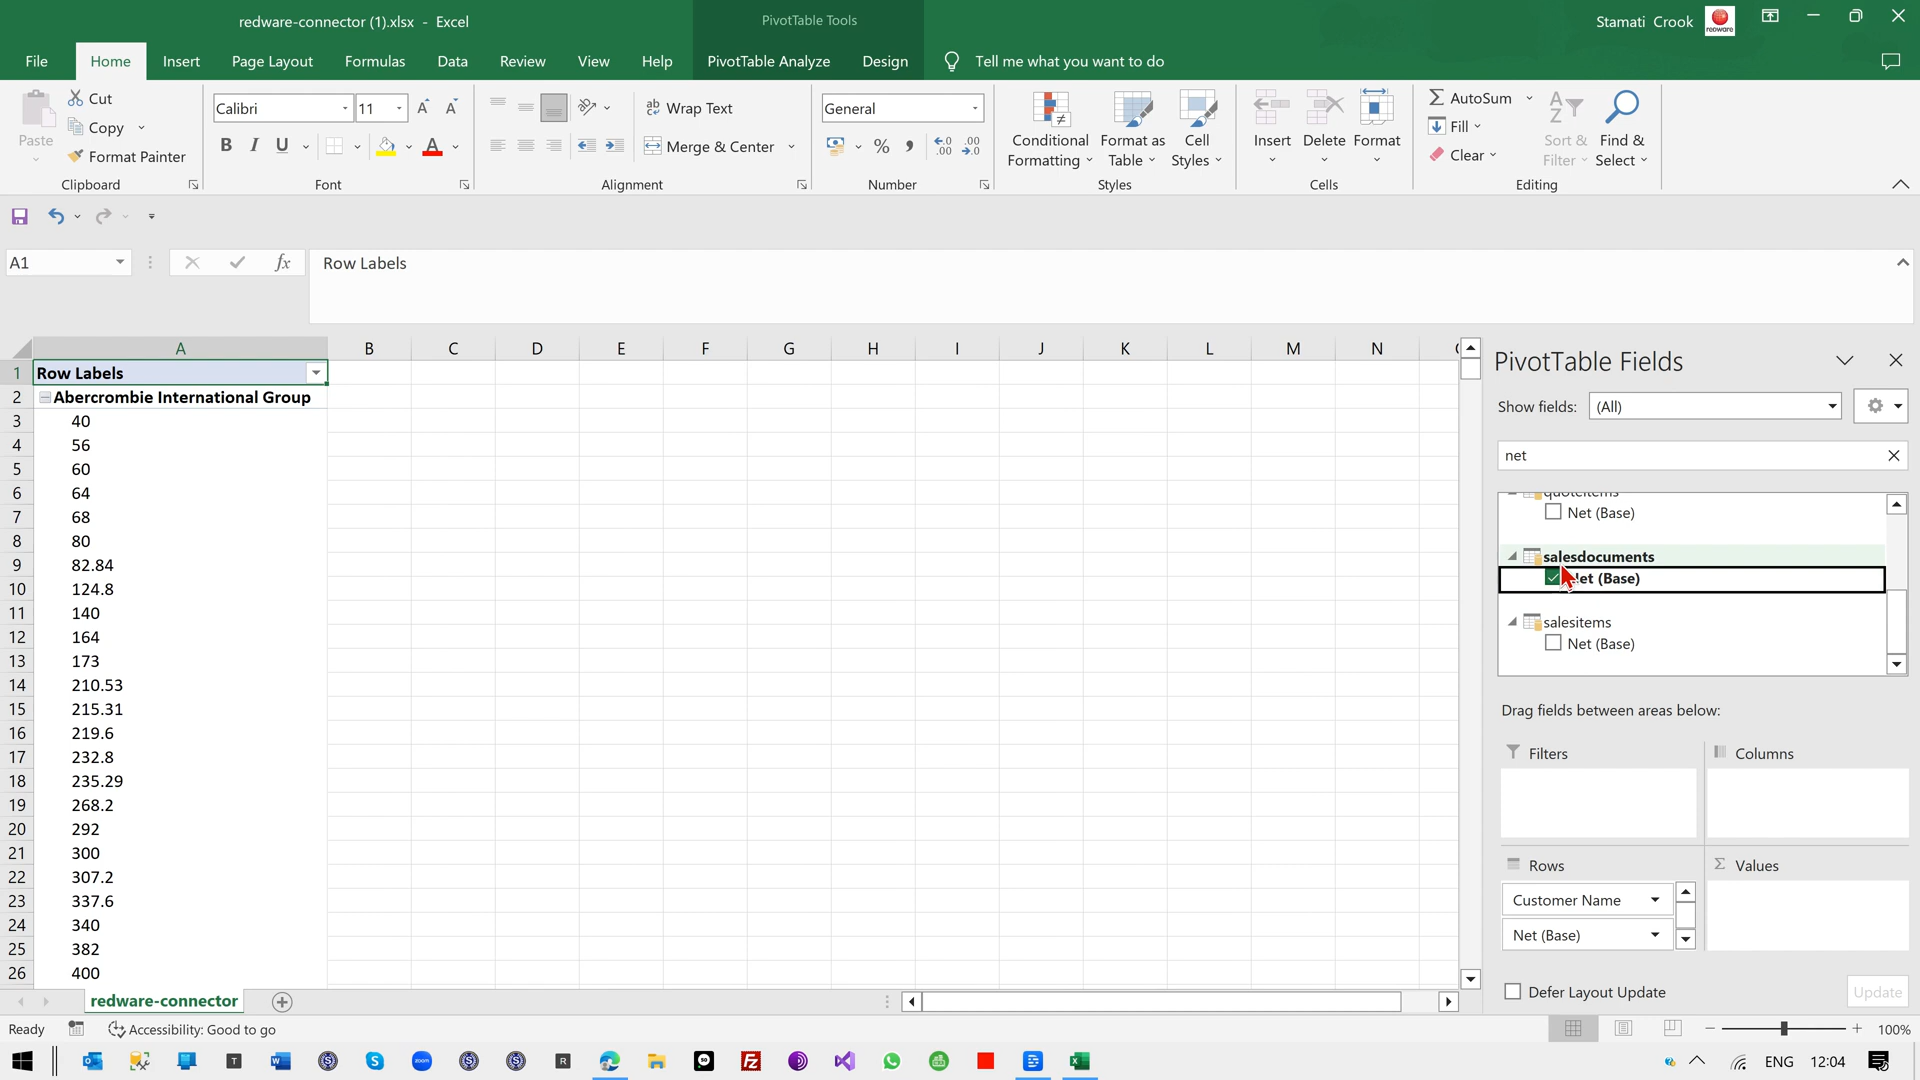 redware-connector (1).xlsx - Excel
PivotTable Tools
Stamati Crook
redware
File Home Insert Page Layout Formulas Data Review View Help PivotTable Analyze Design Tell me what you want to do
Paste
Cut
Copy
Format Painter
Clipboard
Calibri 11
B I U
Font
Wrap Text
Merge & Center
Alignment
General
Number
Conditional Formatting
Format as Table
Cell Styles
Styles
Insert Delete Format
Cells
AutoSum
Fill
Clear
Sort & Filter
Find & Select
Editing
A1
fx
Row Labels
A B C D E F G H I J K L M N
1 Row Labels
2 Abercrombie International Group
3 40
4 56
5 60
6 64
7 68
8 80
9 82.84
10 124.8
11 140
12 164
13 173
14 210.53
15 215.31
16 219.6
17 232.8
18 235.29
19 268.2
20 292
21 300
22 307.2
23 337.6
24 340
25 382
26 400
PivotTable Fields
Show fields: (All)
net
quoteitems
Net (Base)
salesdocuments
Net (Base)
salesitems
Net (Base)
Drag fields between areas below:
Filters
Columns
Rows
Values
Customer Name
Net (Base)
Defer Layout Update
Update
redware-connector
Ready
Accessibility: Good to go
100%
ENG 12:04